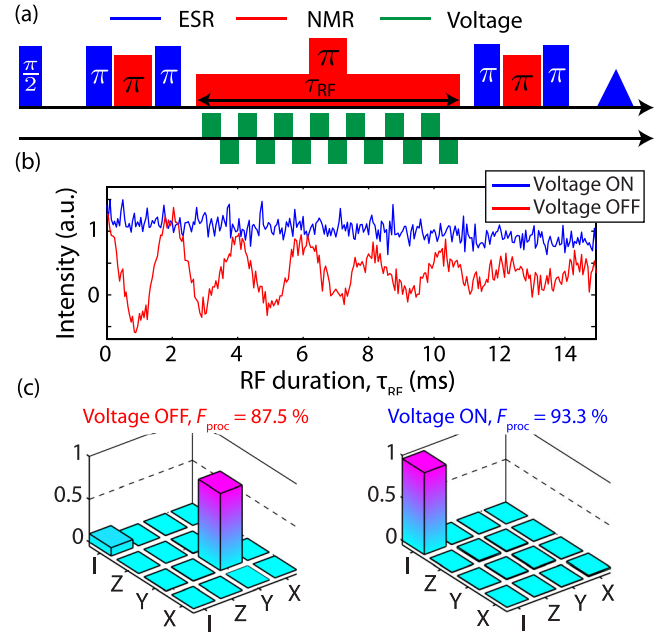 (a)
ESR NMR Voltage
π/2 π π π π π π π
τRF
(b)
Voltage ON
Voltage OFF
Intensity (a.u.)
1
0
0 2 4 6 8 10 12 14
RF duration, τRF (ms)
(c)
Voltage OFF, Fproc = 87.5 % Voltage ON, Fproc = 93.3 %
1 1
0.5 0.5
0 0
I Z Y X I Z Y X I Z Y X I Z Y X